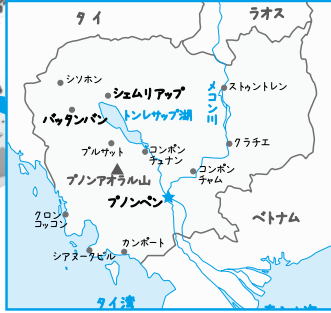 タイ
ラオス
シソホン
シェムリアップ
ストゥントレン
メコン川
バッタンバン
トンレサップ湖
プルサット
コンポン
チュナン
クラチエ
プノンアオラル山
コンポン
チャム
プノンペン
クロン
コッコン
ベトナム
カンポート
シアヌークビル
タイ湾